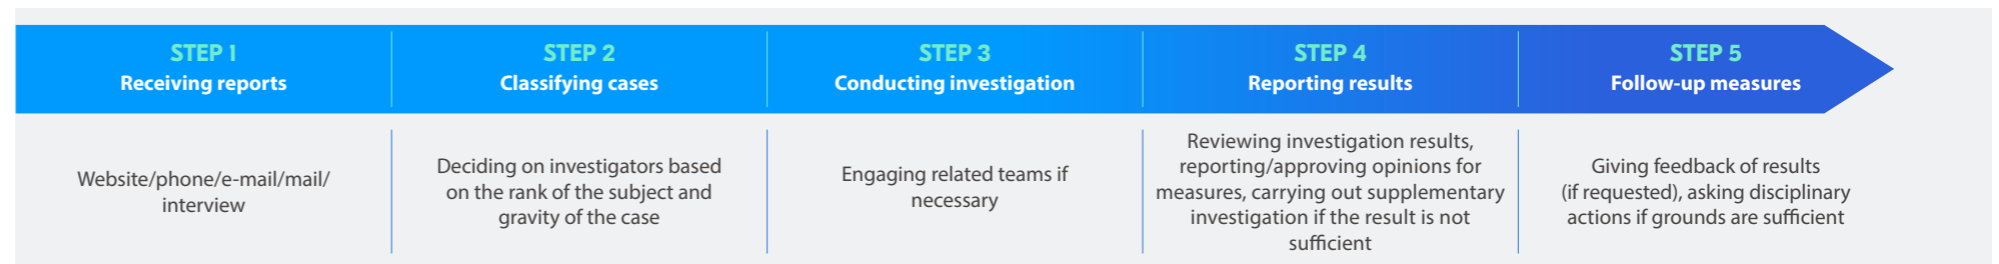 STEP 1
Receiving reports
Website/phone/e-mail/mail/
interview
STEP 2
Classifying cases
Deciding on investigators based
on the rank of the subject and
gravity of the case
STEP 3
Conducting investigation
Engaging related teams if
necessary
STEP 4
Reporting results
Reviewing investigation results,
reporting/approving opinions for
measures, carrying out supplementary
investigation if the result is not
sufficient
STEP 5
Follow-up measures
Giving feedback of results
(if requested), asking disciplinary
actions if grounds are sufficient